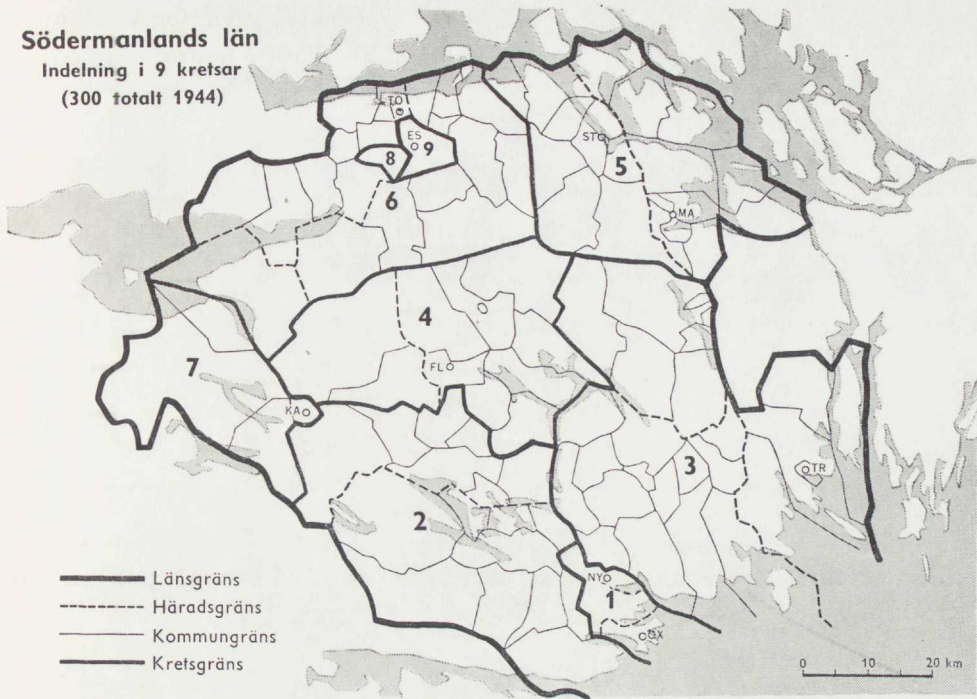 Södermanlands län
Indelning i 9 kretsar
(300 totalt 1944)
TO
ES
9
8
STO
5
6
MA
4
FL
7
KA
3
TR
2
NY
1
OX
Länsgräns
Häradsgräns
Kommungräns
Kretsgräns
0 10 20 km